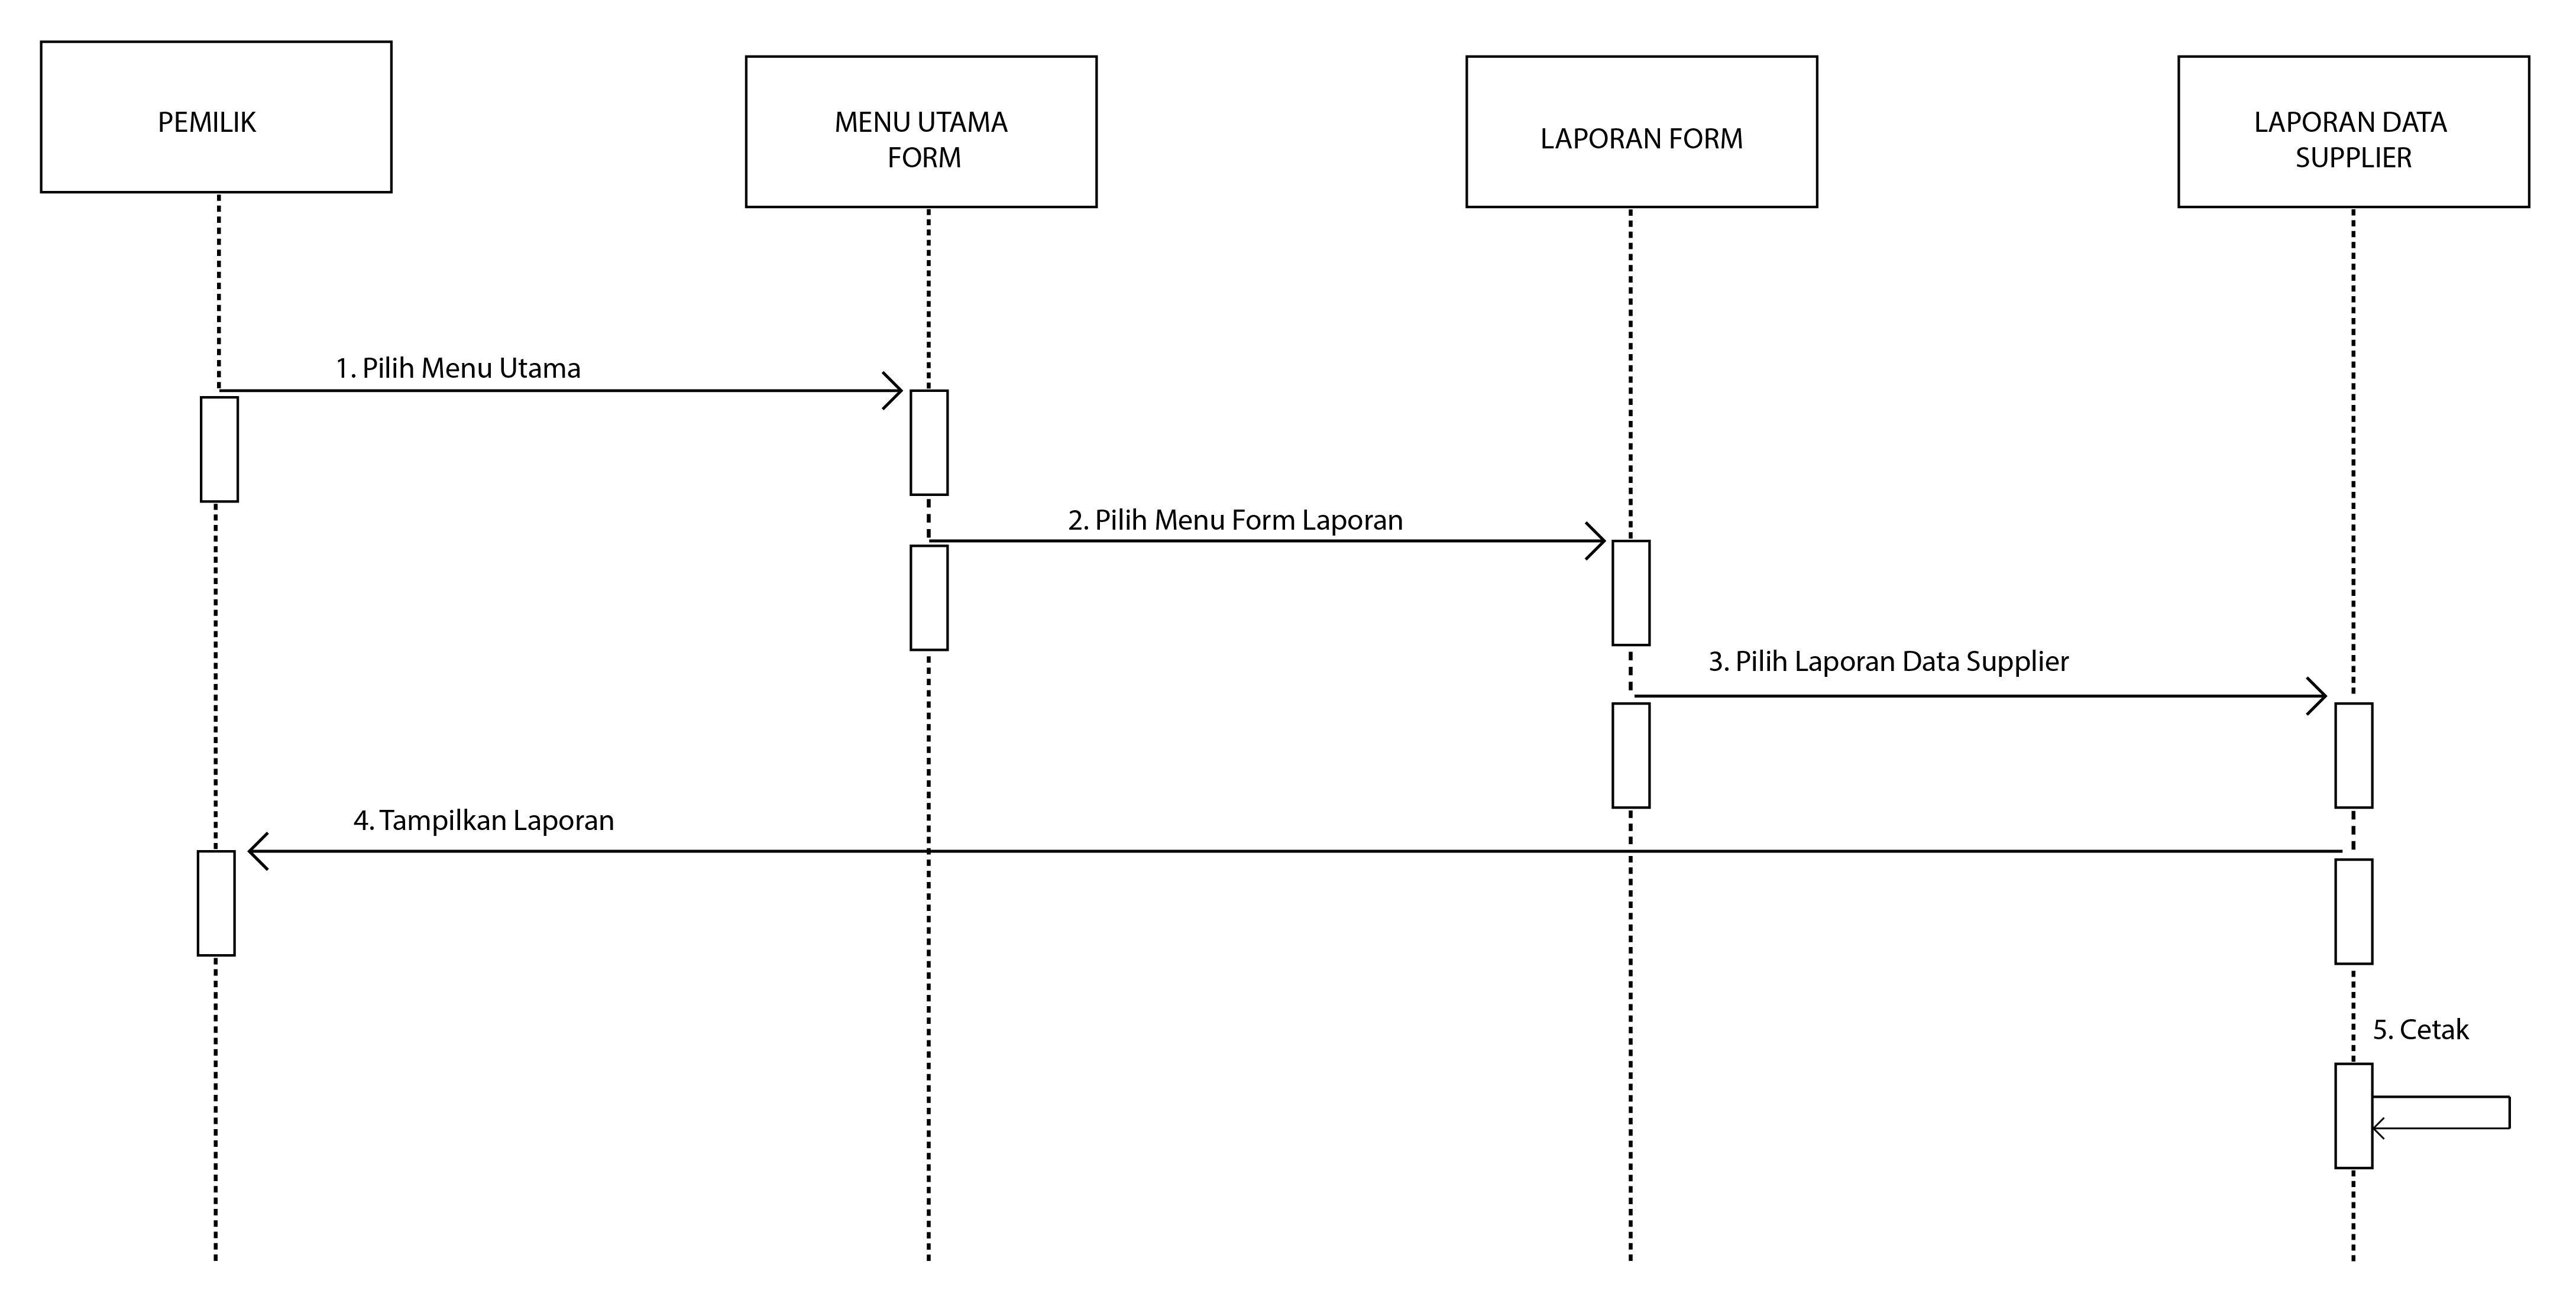 PEMILIK
MENU UTAMA
FORM
LAPORAN FORM
LAPORAN DATA
SUPPLIER
1. Pilih Menu Utama
2. Pilih Menu Form Laporan
3. Pilih Laporan Data Supplier
4. Tampilkan Laporan
5. Cetak